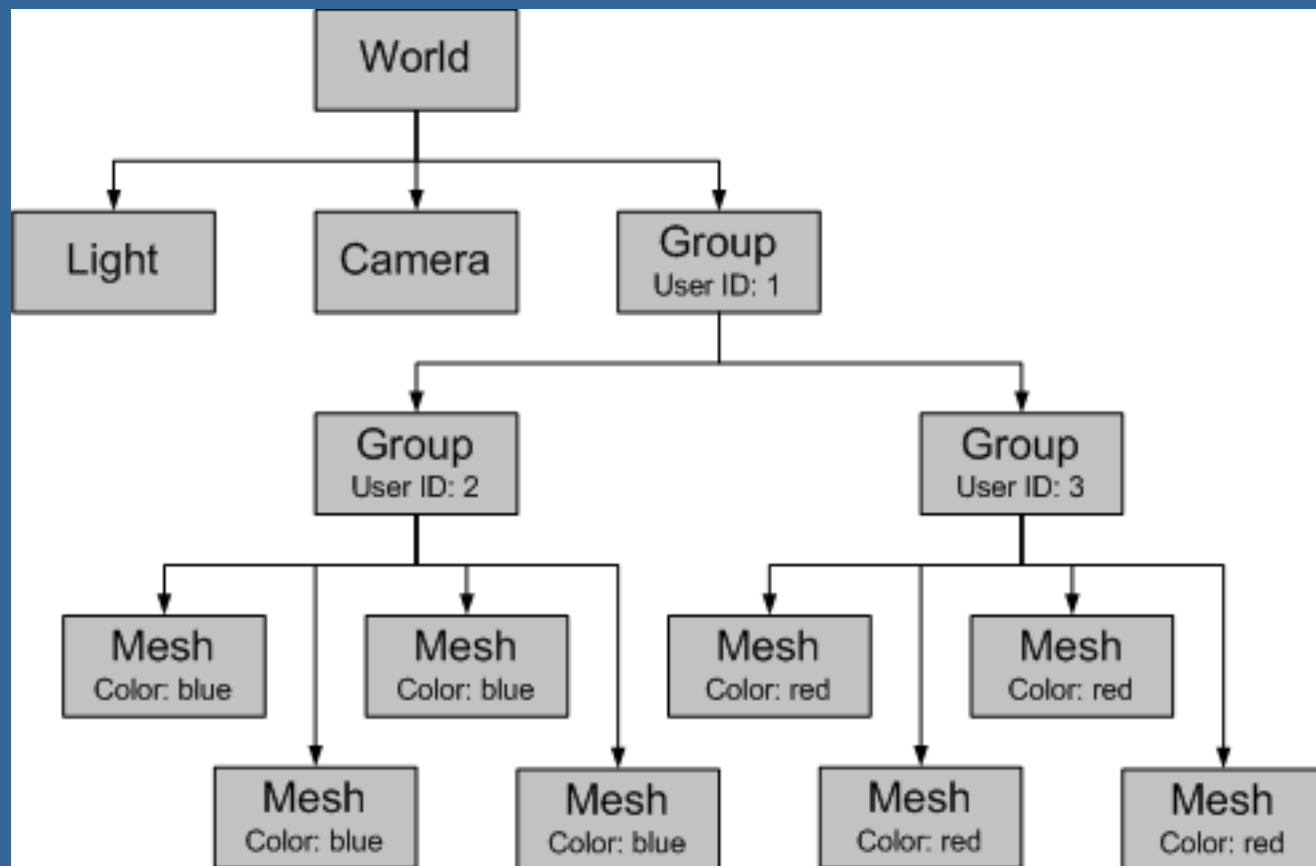 World
Light
Camera
Group
User ID: 1
Group
User ID: 2
Group
User ID: 3
Mesh
Color: blue
Mesh
Color: blue
Mesh
Color: red
Mesh
Color: red
Mesh
Color: blue
Mesh
Color: blue
Mesh
Color: red
Mesh
Color: red